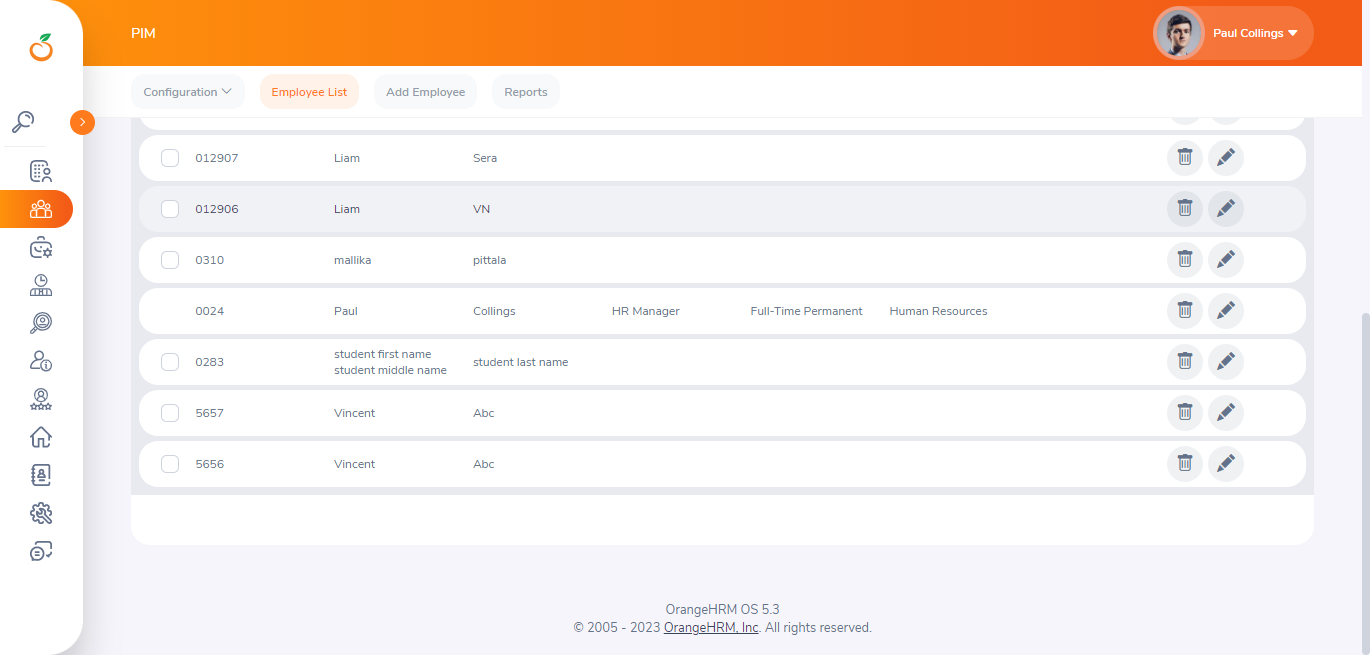 PIM
Paul Collings
Configuration Employee List Add Employee Reports
012907 Liam Sera
012906 Liam VN
0310 mallika pittala
0024 Paul Collings HR Manager Full-Time Permanent Human Resources
0283 student first name student last name
student middle name
5657 Vincent Abc
5656 Vincent Abc
OrangeHRM OS 5.3
© 2005 - 2023 OrangeHRM, Inc. All rights reserved.